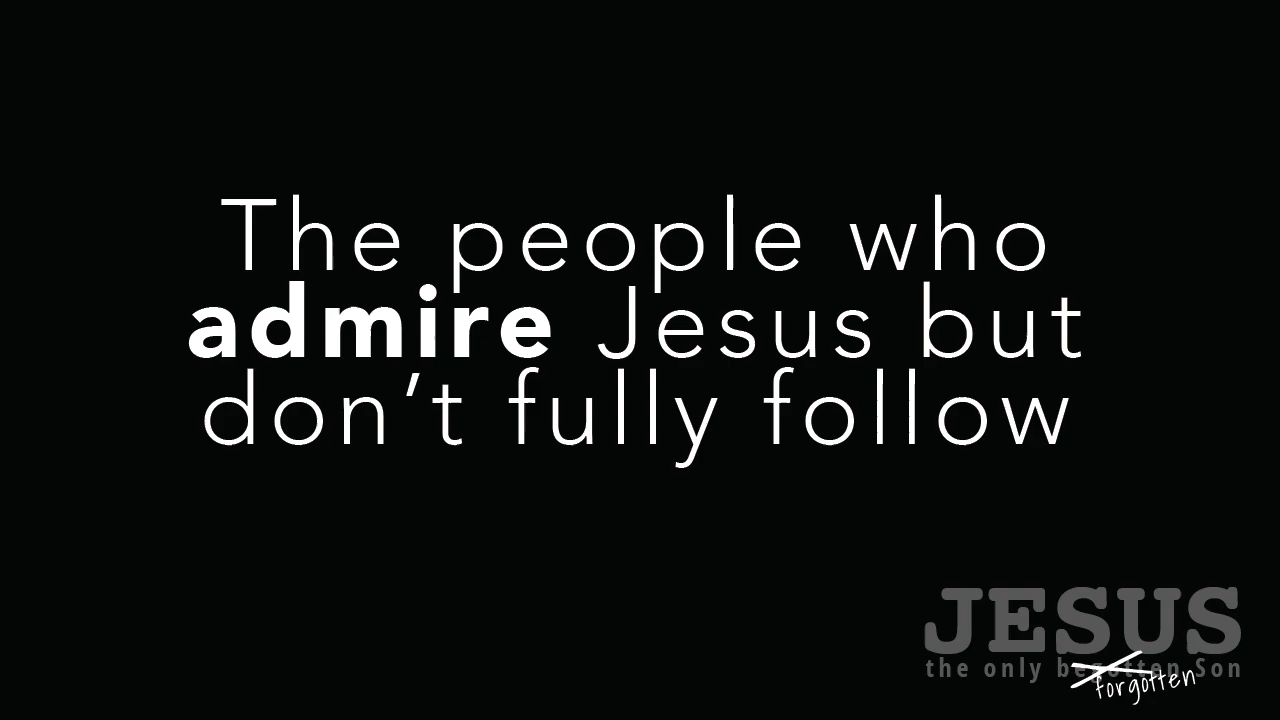 The people who
admire Jesus but
don’t fully follow
JESUS
the only begotten Son
forgotten